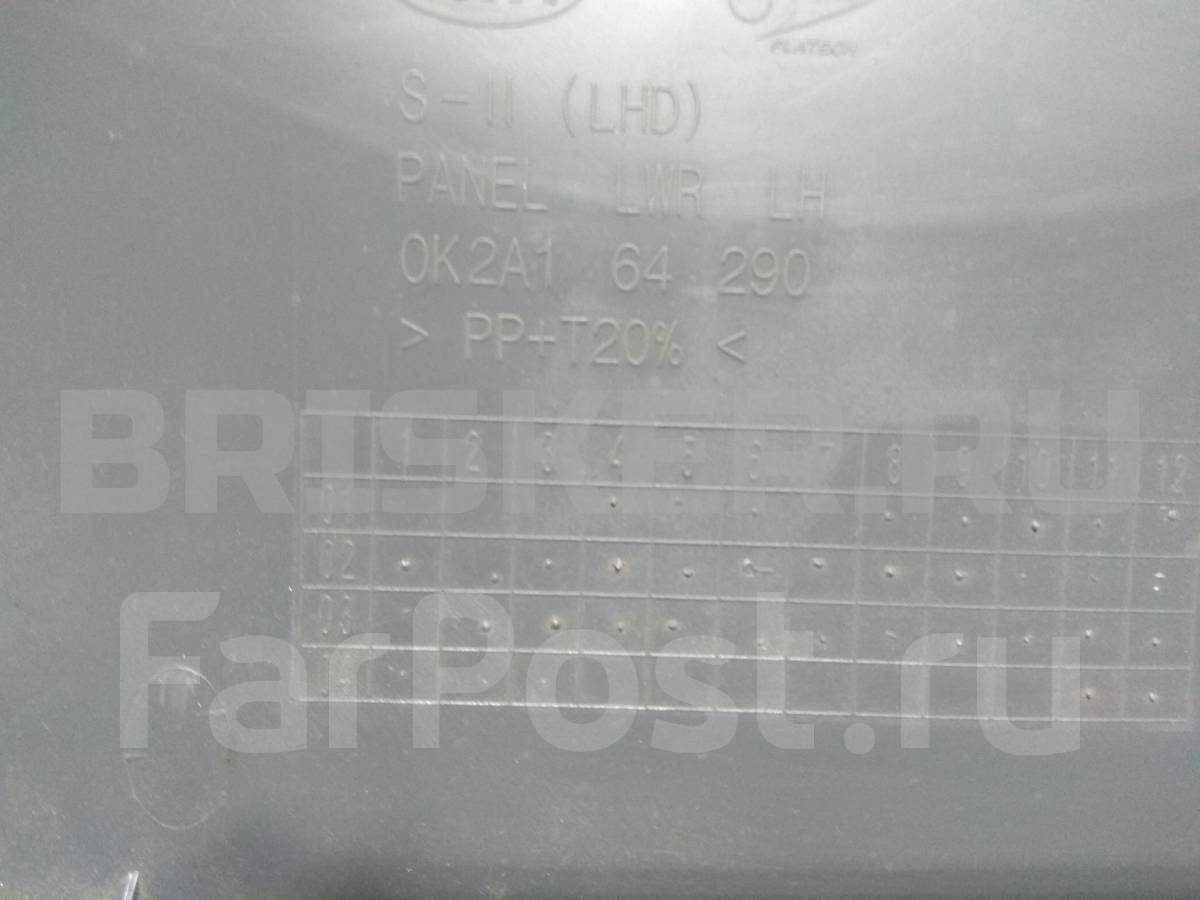 PLAYBOX
S-II (LHD)
PANEL LWR LH
0K2A1 64 290
> PP+T20% <
BRISKER.RU
1 2 3 4 5 6 7 8 9 10 11 12
01
02
03
FarPost.ru